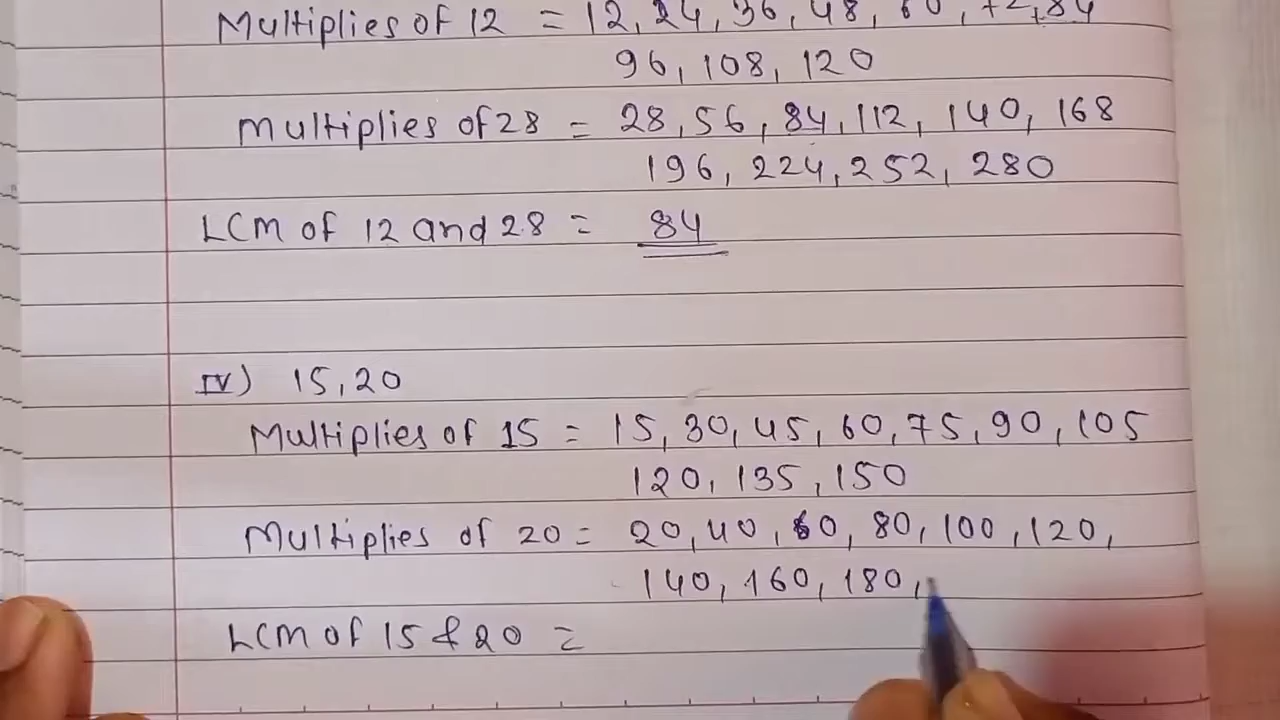 Multiplies of 12 = 12, 24, 36, 48, 60, 72, 84
96, 108, 120
Multiplies of 28 = 28, 56, 84, 112, 140, 168
196, 224, 252, 280
LCM of 12 and 28 = 84
IV) 15, 20
Multiplies of 15 = 15, 30, 45, 60, 75, 90, 105
120, 135, 150
Multiplies of 20 = 20, 40, 60, 80, 100, 120,
140, 160, 180,
LCM of 15 & 20 =